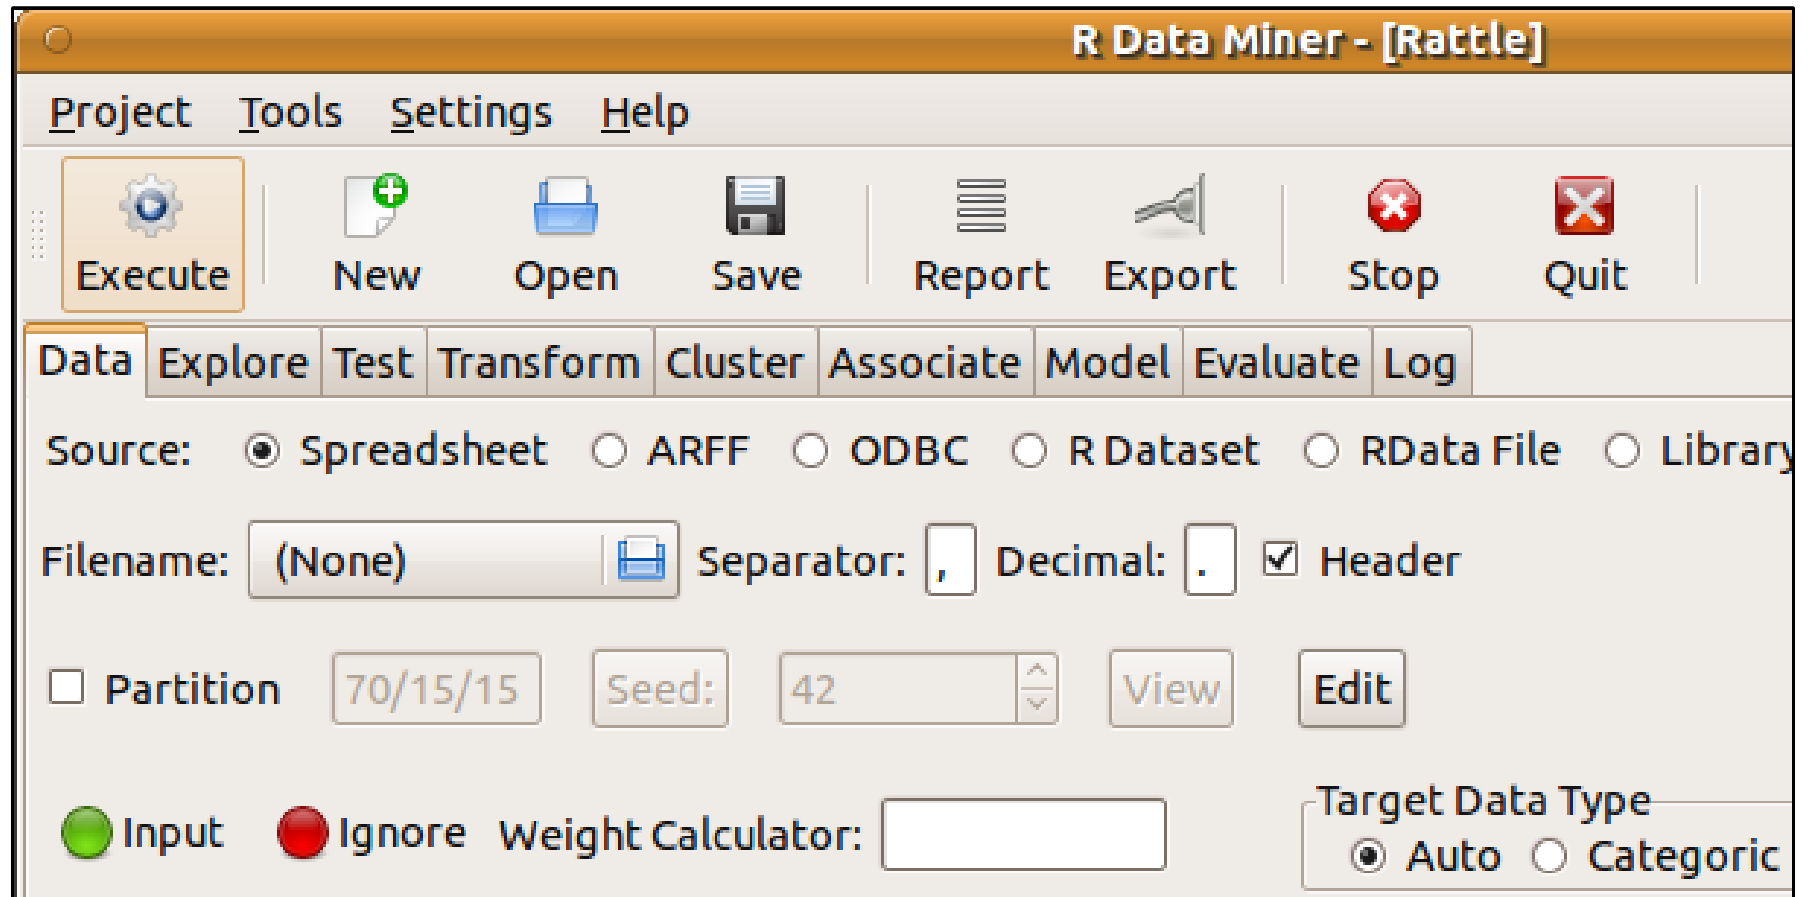 R Data Miner - [Rattle]
Project Tools Settings Help
Execute New Open Save Report Export Stop Quit
Data Explore Test Transform Cluster Associate Model Evaluate Log
Source: Spreadsheet ARFF ODBC R Dataset RData File Library
Filename: (None) Separator: , Decimal: . Header
Partition 70/15/15 Seed: 42 View Edit
Target Data Type
Input Ignore Weight Calculator:
Auto Categoric